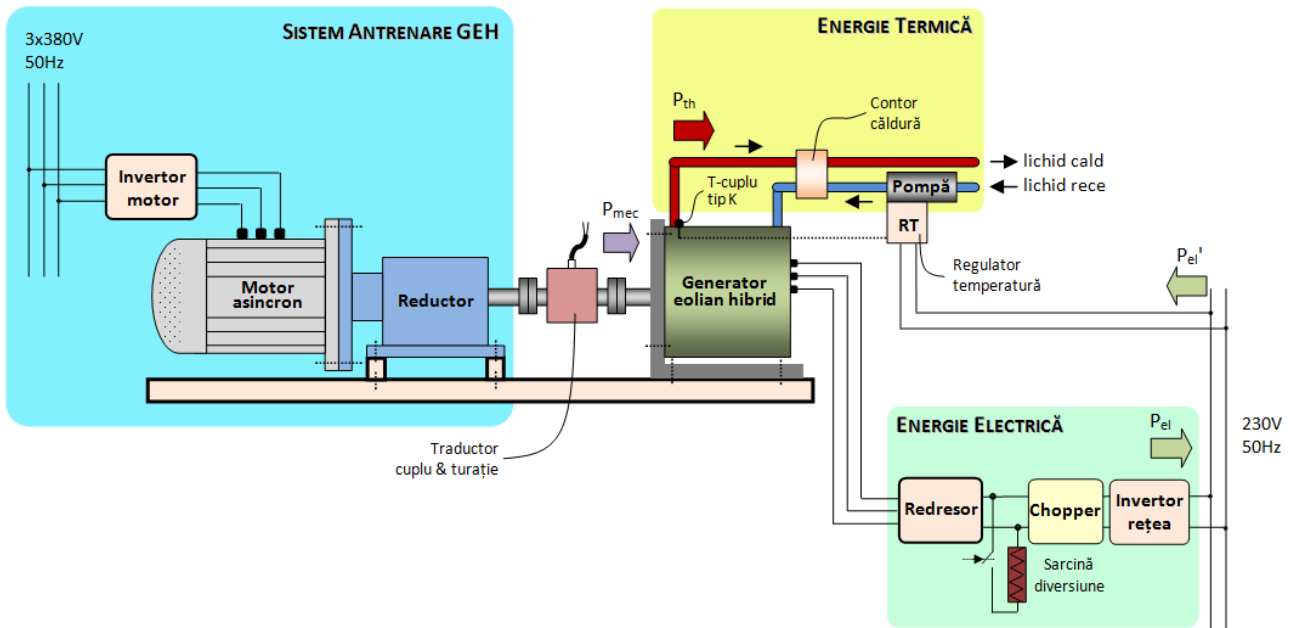 3x380V
50Hz
SISTEM ANTRENARE GEH
Invertor
motor
Motor
asincron
Reductor
Traductor
cuplu & turație
Pmec
ENERGIE TERMICĂ
Pth
Contor
căldură
lichid cald
lichid rece
Pompă
RT
T-cuplu
tip K
Generator
eolian hibrid
Regulator
temperatură
Pel'
230V
50Hz
ENERGIE ELECTRICĂ
Pel
Redresor
Chopper
Invertor
rețea
Sarcină
diversiune